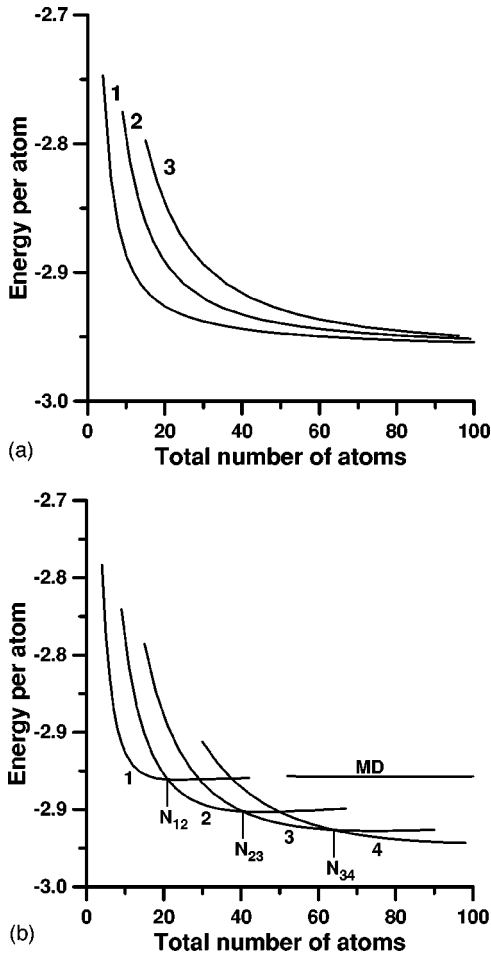 -2.7
-2.8
-2.9
-3.0
Energy per atom
1
2
3
0 20 40 60 80 100
Total number of atoms
(a)
-2.7
-2.8
-2.8
-2.9
-2.9
-3.0
Energy per atom
MD
1
2
3
4
N12
N23
N34
0 20 40 60 80 100
Total number of atoms
(b)